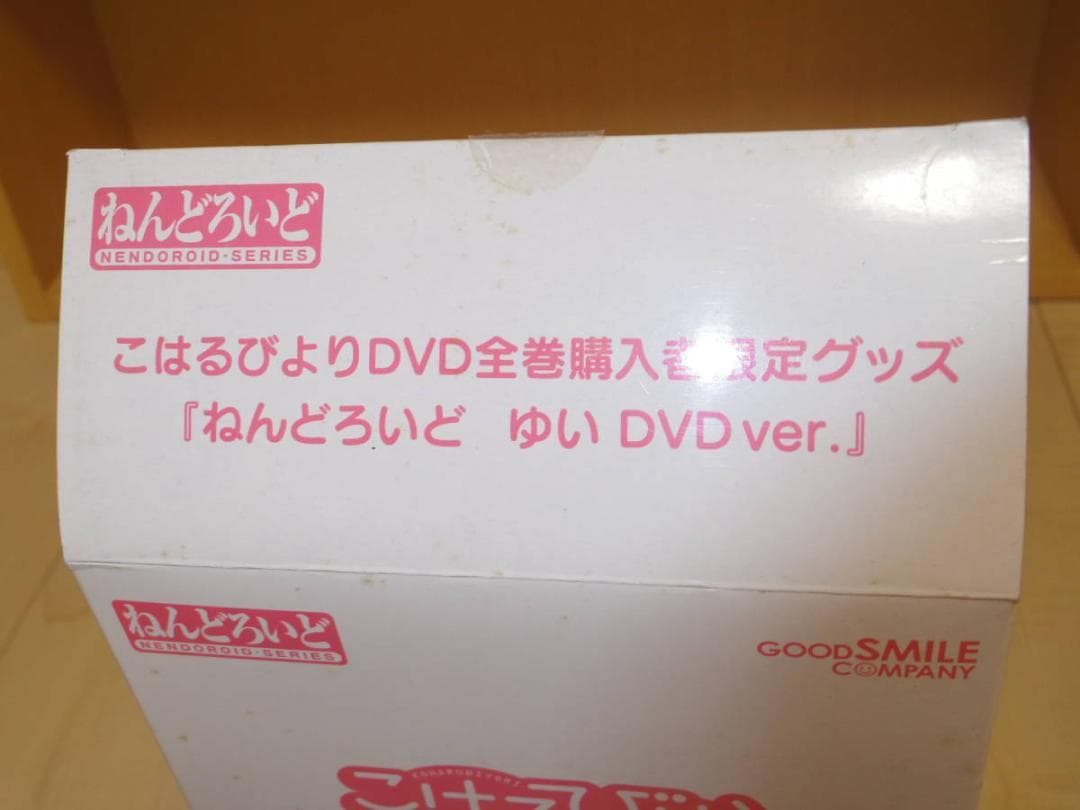 ねんどろいど
NENDOROID-SERIES
こはるびよりDVD全巻購入者限定グッズ
『ねんどろいど ゆい DVD ver.』
ねんどろいど
NENDOROID-SERIES
GOOD SMILE
COMPANY
KOHARUBIYORI